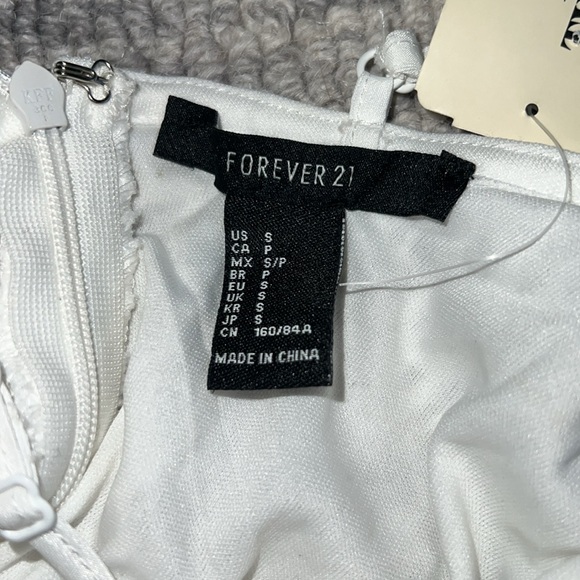 FOREVER 21
US S
CA P
MX S/P
BR P
EU S
UK S
KR S
JP S
CN 160/84A
MADE IN CHINA